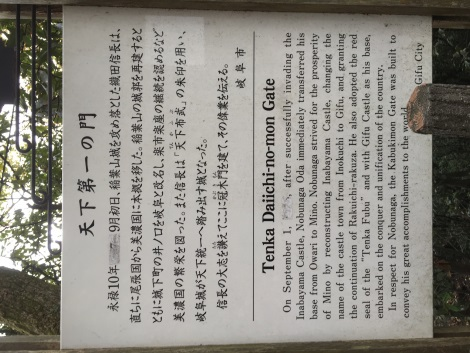 天下第一の門
永禄10年 9月初日、稲葉山城を攻め落とした織田信長は、
直ちに尾張国から美濃国に本拠を移した。稲葉山の城郭を再建すると
ともに城下町の井ノ口を岐阜と改名し、楽市楽座の継続を認めるなど
美濃国の繁栄を図った。また信長は「天下布武」の朱印を用い、
岐阜城が天下統一へ踏み出す城となった。
信長の大志を讃えてここに冠木門を建て、その偉業を伝える。
岐阜市
Tenka Daiichi-no-mon Gate
On September 1, , after successfully invading the
Inabayama Castle, Nobunaga Oda immediately transferred his
base from Owari to Mino. Nobunaga strived for the prosperity
of Mino by reconstructing Inabayama Castle, changing the
name of the castle town from Inokuchi to Gifu, and granting
the continuation of Rakuichi-rakuza. He also adopted the red
seal of the "Tenka Fubu" and with Gifu Castle as his base,
embarked on the conquer and unification of the country.
In respect for Nobunaga, the Kabukimon Gate was built to
convey his great accomplishments to the world.
Gifu City